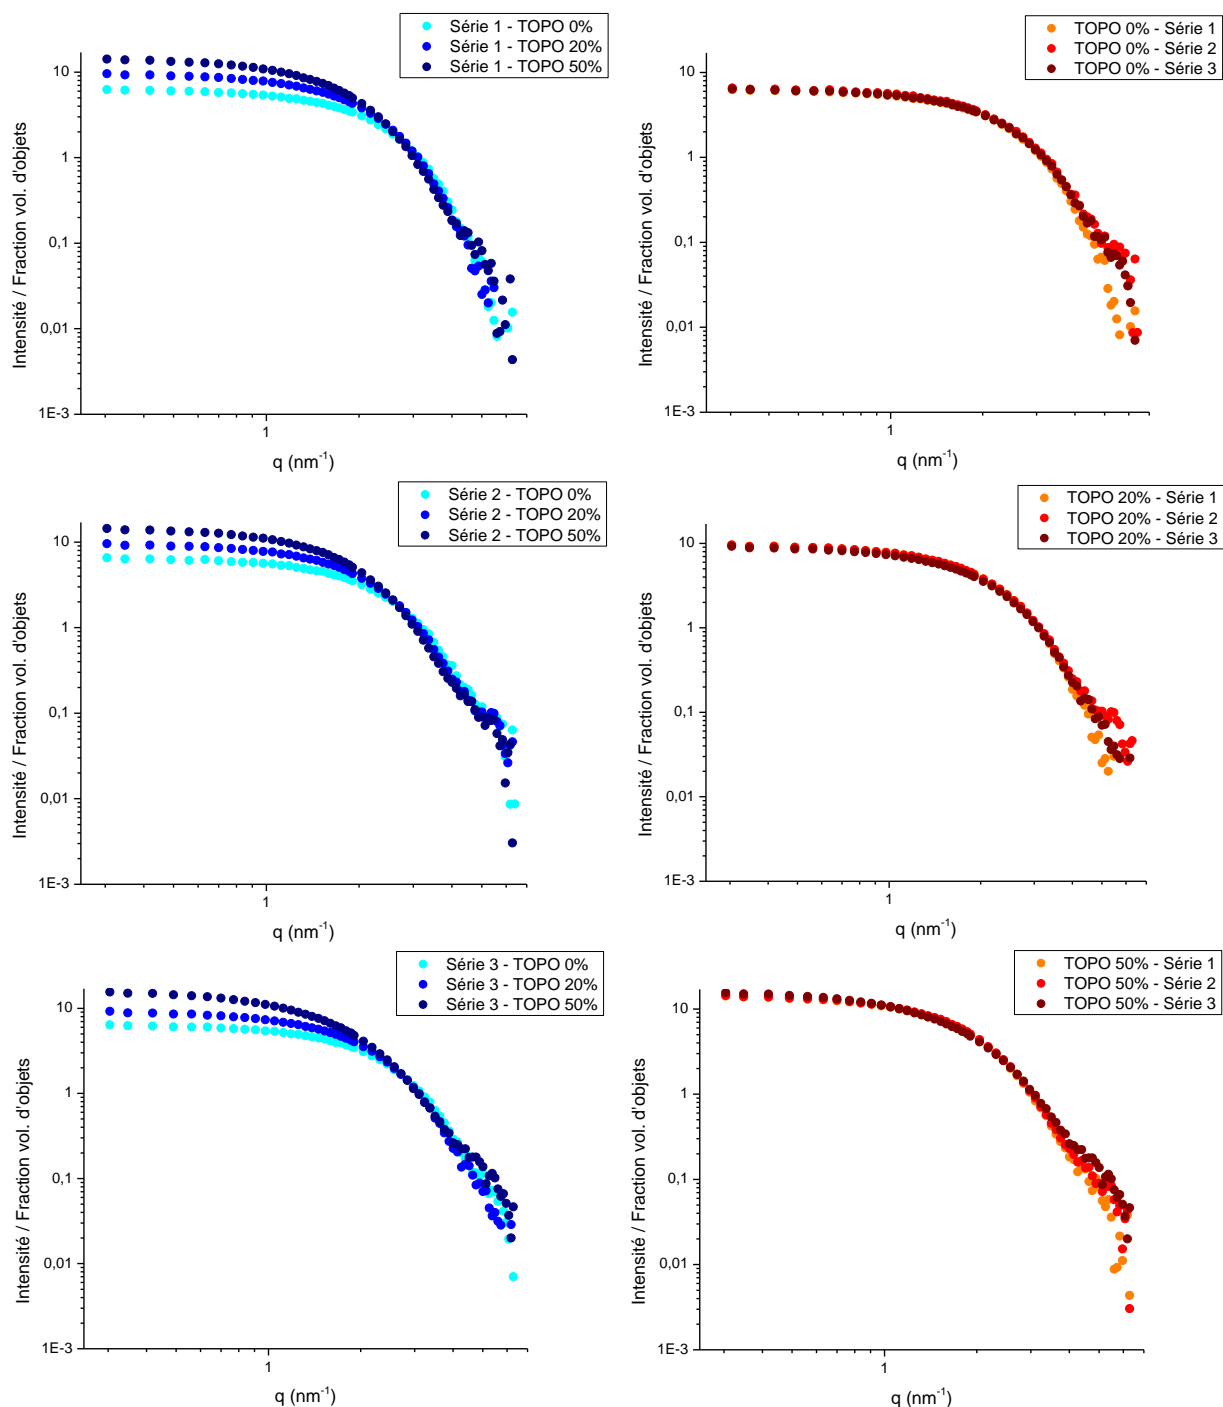 Série 1 - TOPO 0%
Série 1 - TOPO 20%
Série 1 - TOPO 50%
10
1
0,1
0,01
1E-3
Intensité / Fraction vol. d'objets
1
q (nm⁻¹)
TOPO 0% - Série 1
TOPO 0% - Série 2
TOPO 0% - Série 3
10
1
0,1
0,01
1E-3
Intensité / Fraction vol. d'objets
1
q (nm⁻¹)
Série 2 - TOPO 0%
Série 2 - TOPO 20%
Série 2 - TOPO 50%
10
1
0,1
0,01
1E-3
Intensité / Fraction vol. d'objets
1
q (nm⁻¹)
TOPO 20% - Série 1
TOPO 20% - Série 2
TOPO 20% - Série 3
10
1
0,1
0,01
1E-3
Intensité / Fraction vol. d'objets
1
q (nm⁻¹)
Série 3 - TOPO 0%
Série 3 - TOPO 20%
Série 3 - TOPO 50%
10
1
0,1
0,01
1E-3
Intensité / Fraction vol. d'objets
1
q (nm⁻¹)
TOPO 50% - Série 1
TOPO 50% - Série 2
TOPO 50% - Série 3
10
1
0,1
0,01
1E-3
Intensité / Fraction vol. d'objets
1
q (nm⁻¹)